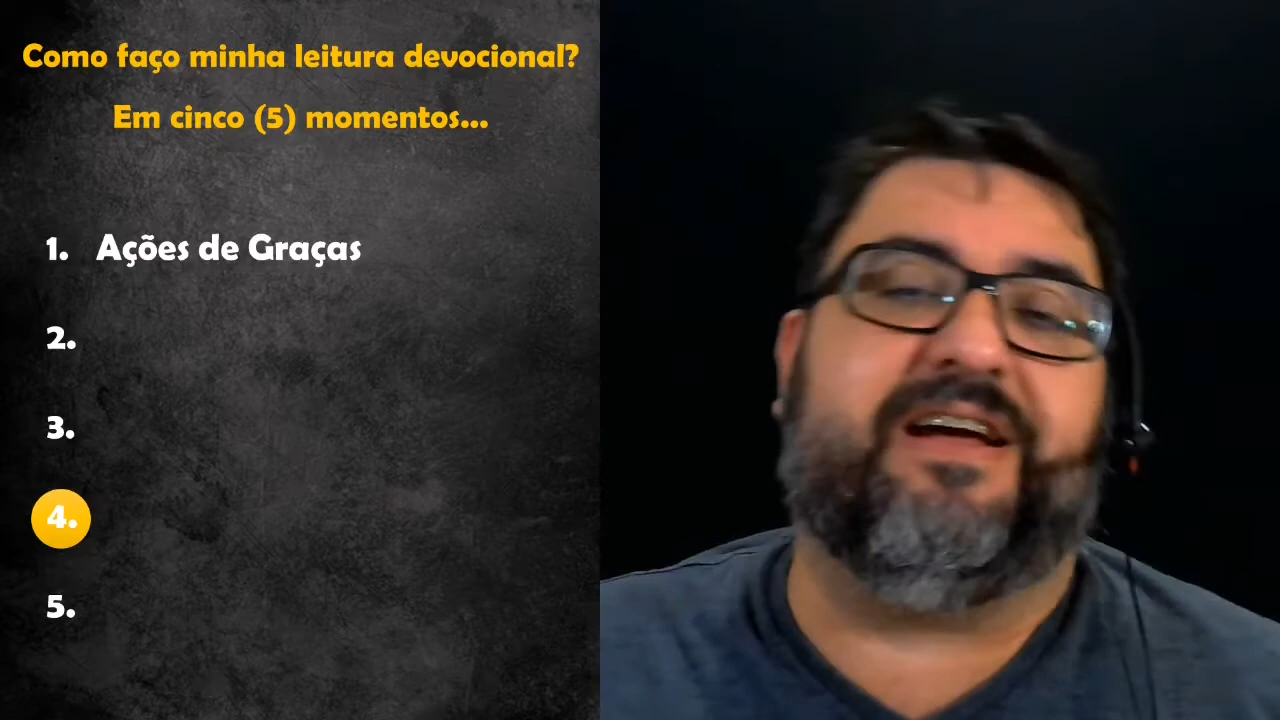 Como faço minha leitura devocional?
Em cinco (5) momentos...
1. Ações de Graças
2.
3.
4.
5.